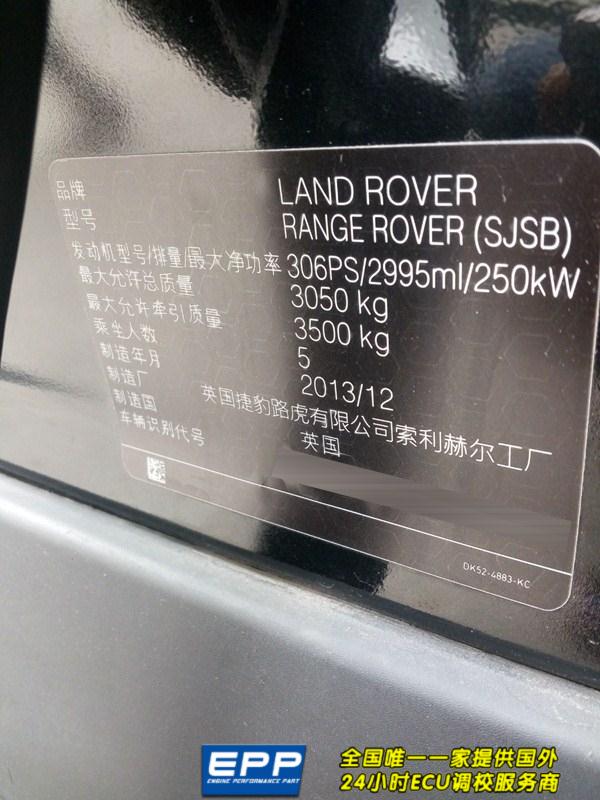 品牌 LAND ROVER
型号 RANGE ROVER (SJSB)
发动机型号/排量/最大净功率 306PS/2995ml/250kW
最大允许总质量 3050 kg
最大允许牵引质量 3500 kg
乘坐人数 5
制造年月 2013/12
制造厂 英国捷豹路虎有限公司索利赫尔工厂
制造国 英国
车辆识别代号
DK52-4883-KC
EPP
ENGINE PERFORMANCE PART
全国唯一一家提供国外
24小时ECU调校服务商